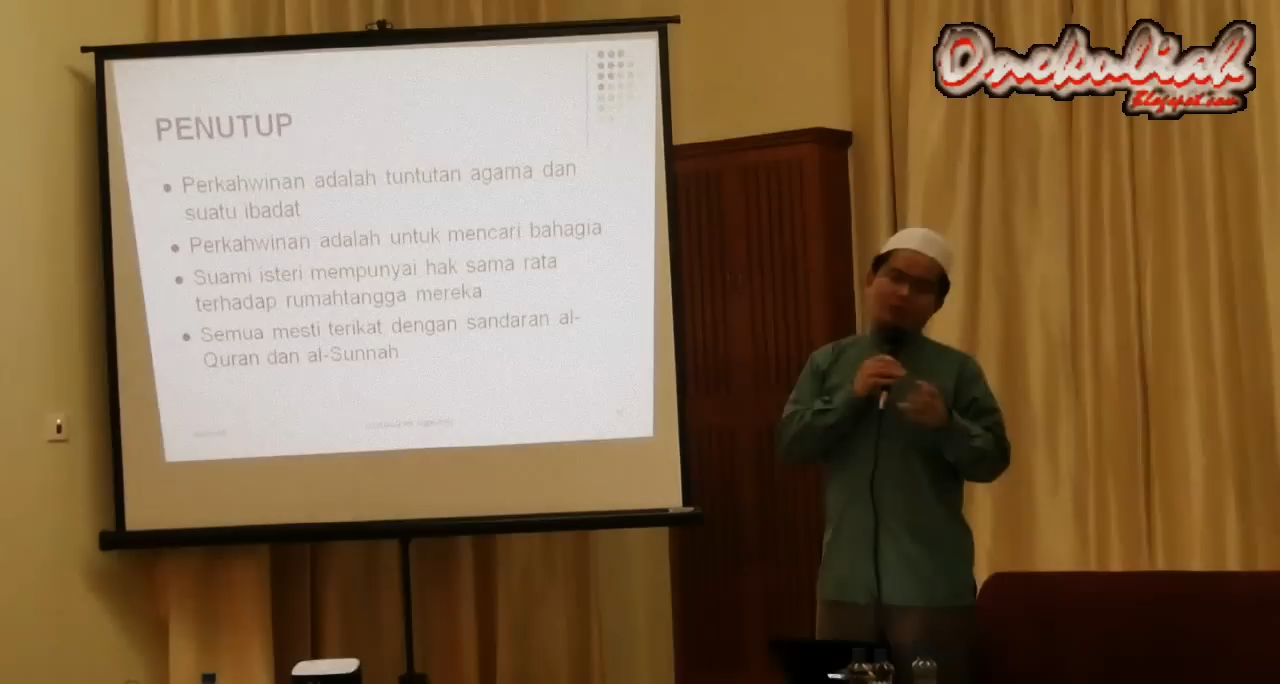 Onekuliah
Blogspot.com
PENUTUP
Perkahwinan adalah tuntutan agama dan
suatu ibadat
Perkahwinan adalah untuk mencari bahagia
Suami isteri mempunyai hak sama rata
terhadap rumahtangga mereka
Semua mesti terikat dengan sandaran al-
Quran dan al-Sunnah